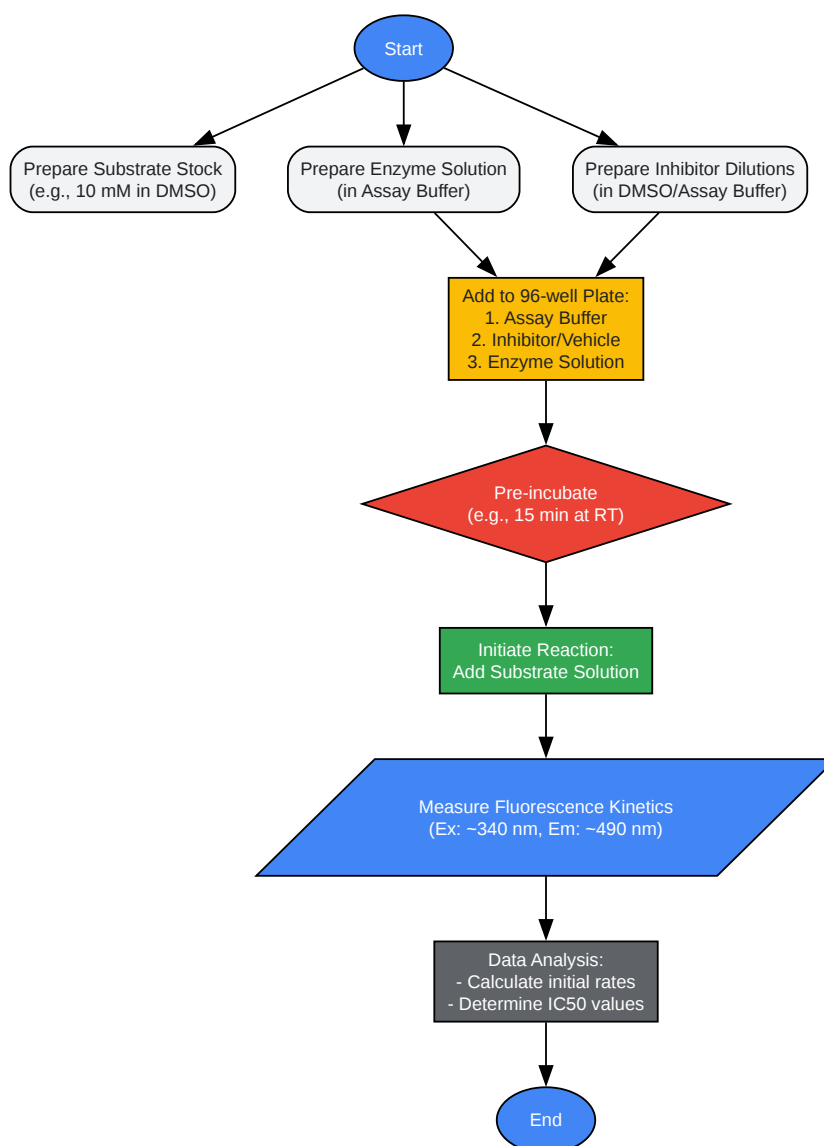 Start
Prepare Substrate Stock
(e.g., 10 mM in DMSO)
Prepare Enzyme Solution
(in Assay Buffer)
Prepare Inhibitor Dilutions
(in DMSO/Assay Buffer)
Add to 96-well Plate:
1. Assay Buffer
2. Inhibitor/Vehicle
3. Enzyme Solution
Pre-incubate
(e.g., 15 min at RT)
Initiate Reaction:
Add Substrate Solution
Measure Fluorescence Kinetics
(Ex: ~340 nm, Em: ~490 nm)
Data Analysis:
- Calculate initial rates
- Determine IC50 values
End